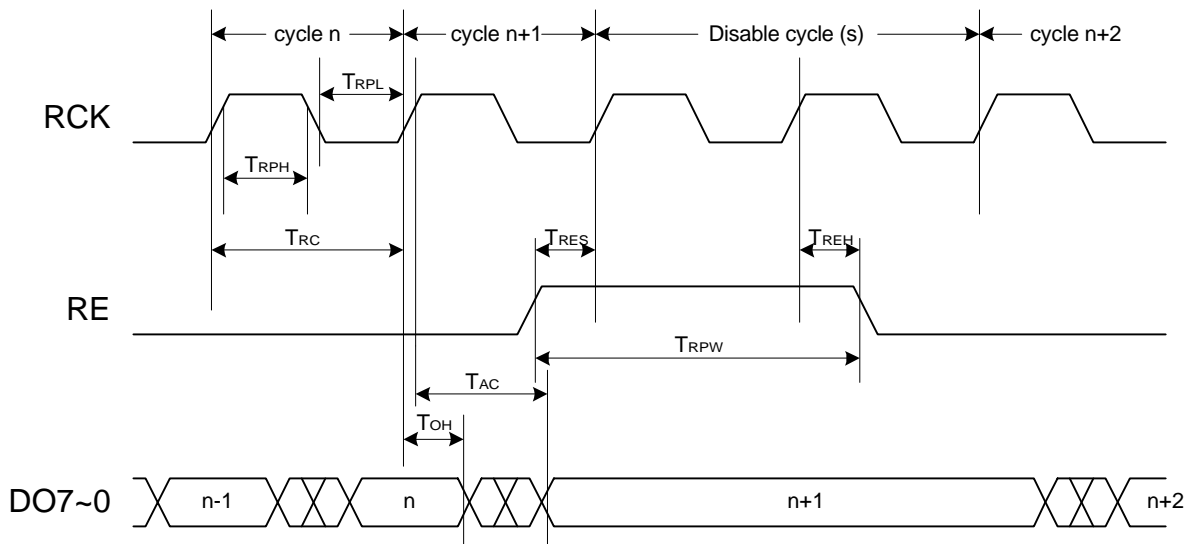 cycle n
cycle n+1
Disable cycle (s)
cycle n+2
TRPL
RCK
TRPH
TRC
TRES
TREH
RE
TRPW
TAC
TOH
DO7~0
n-1
n
n+1
n+2